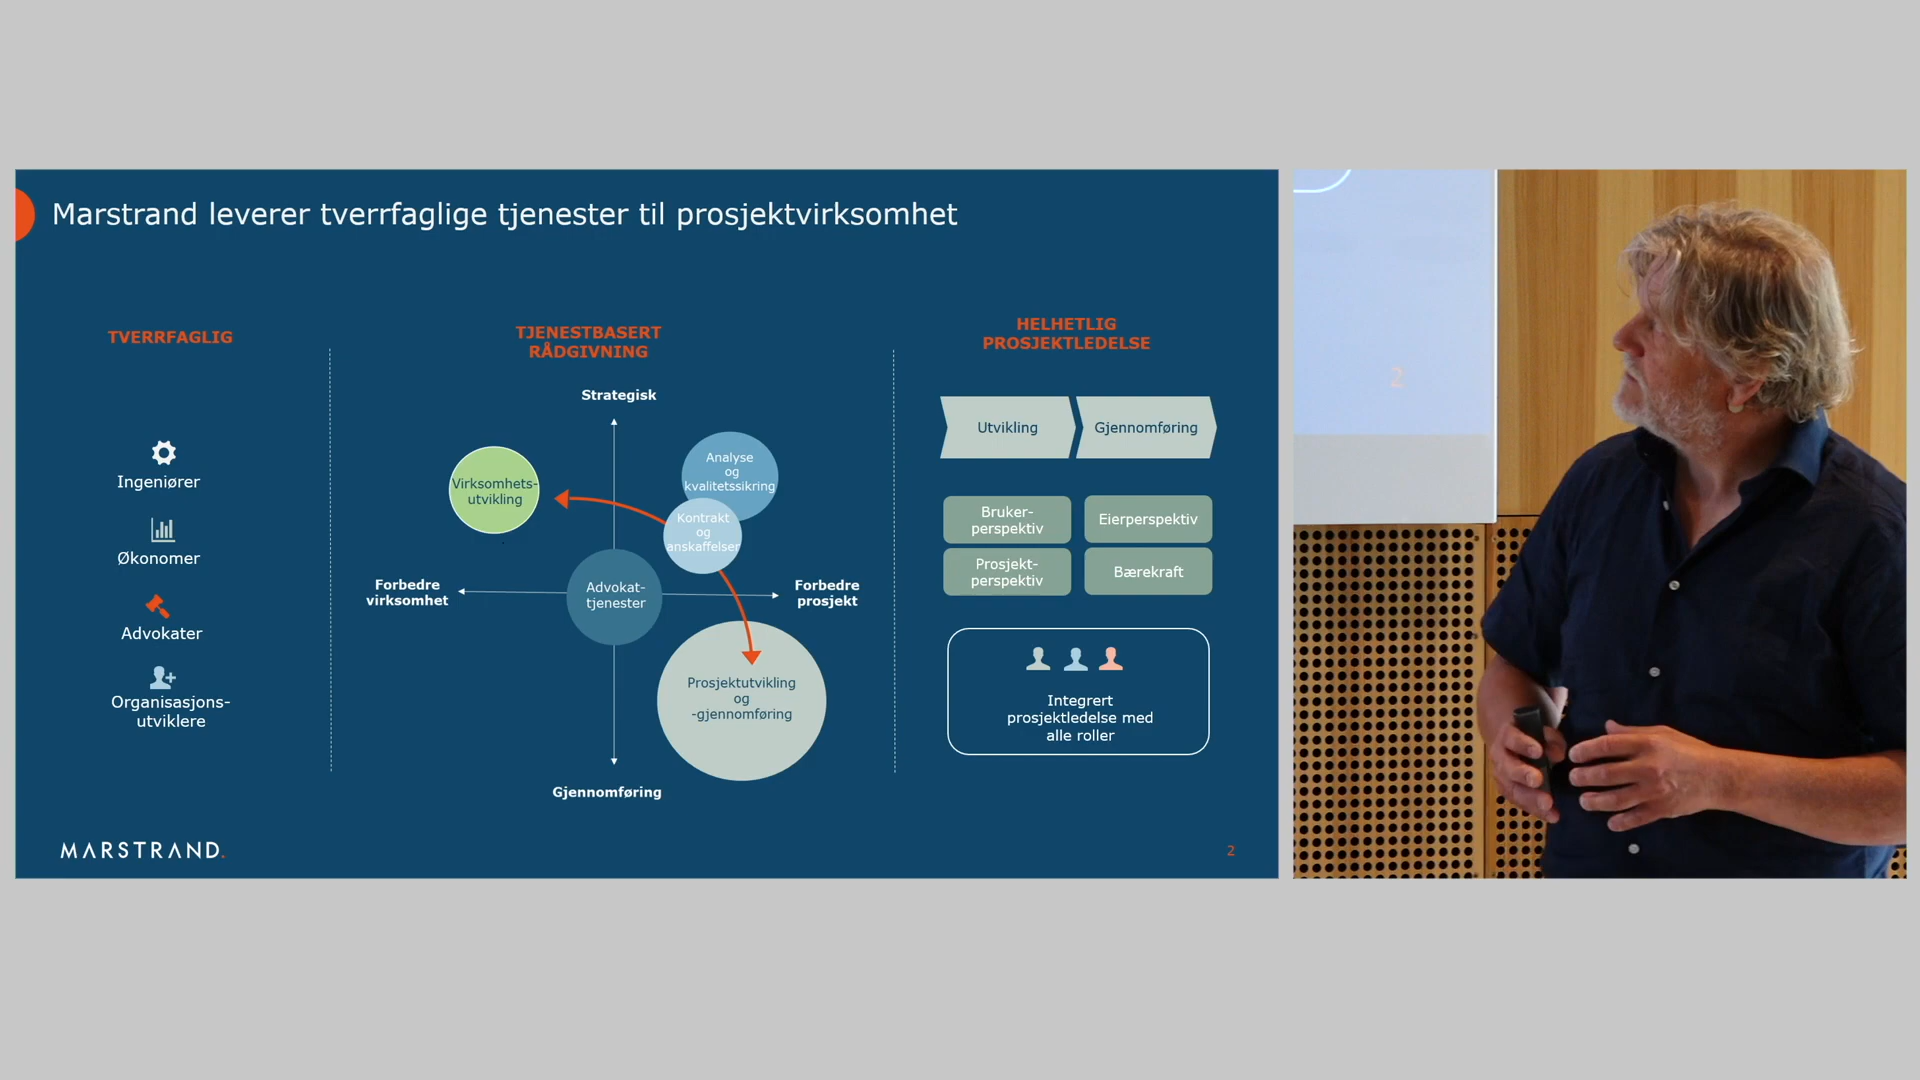 Marstrand leverer tverrfaglige tjenester til prosjektvirksomhet
TVERRFAGLIG
Ingeniører
Økonomer
Advokater
Organisasjons-
utviklere
TJENESTBASERT
RÅDGIVNING
Strategisk
Virksomhets-
utvikling
Analyse
og
kvalitetssikring
Kontrakt
og
anskaffelser
Forbedre
virksomhet
Advokat-
tjenester
Forbedre
prosjekt
Prosjektutvikling
og
-gjennomføring
Gjennomføring
HELHETLIG
PROSJEKTLEDELSE
Utvikling
Gjennomføring
Bruker-
perspektiv
Eierperspektiv
Prosjekt-
perspektiv
Bærekraft
Integrert
prosjektledelse med
alle roller
MARSTRAND.
2
2